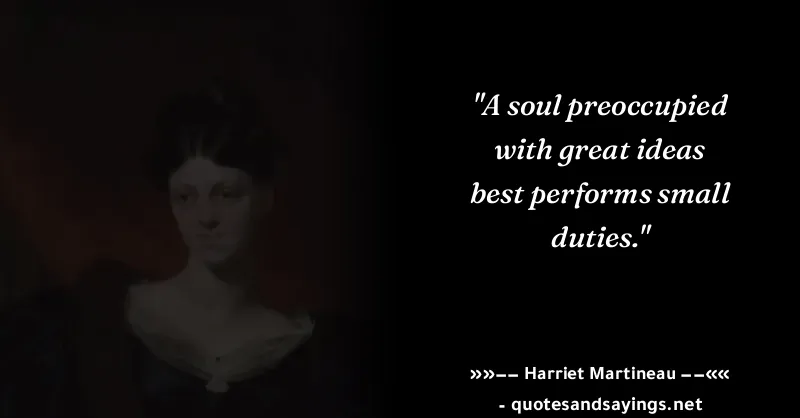 "A soul preoccupied
with great ideas
best performs small
duties."
»»–– Harriet Martineau ––««
- quotesandsayings.net